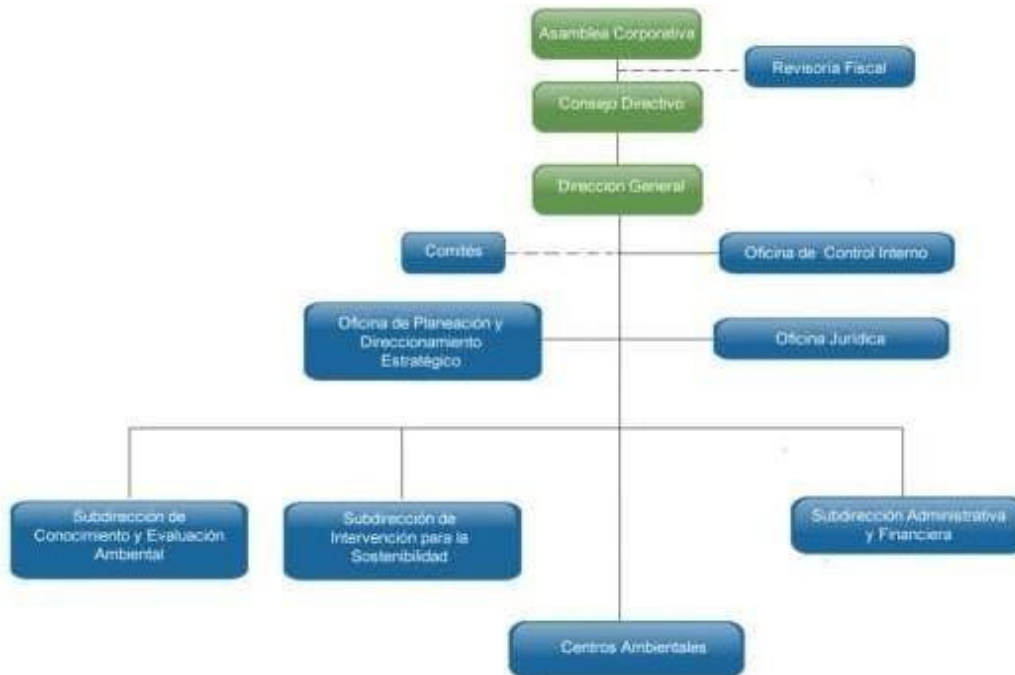 Asamblea Corporativa
Revisoría Fiscal
Consejo Directivo
Dirección General
Comités
Oficina de Control Interno
Oficina de Planeación y
Direccionamiento
Estratégico
Oficina Jurídica
Subdirección de
Conocimiento y Evaluación
Ambiental
Subdirección de
Intervención para la
Sostenibilidad
Subdirección Administrativa
y Financiera
Centros Ambientales